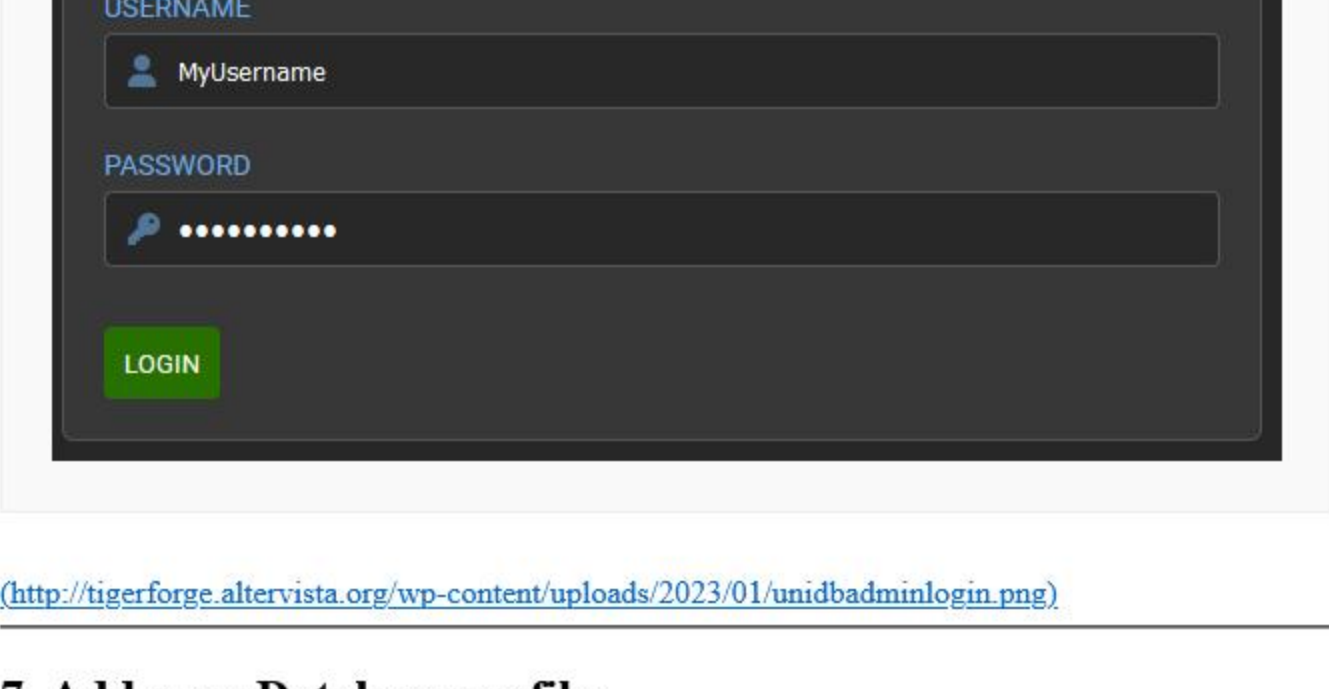 USERNAME
MyUsername
PASSWORD
••••••••••
LOGIN
(http://tigerforge.altervista.org/wp-content/uploads/2023/01/unidbadminlogin.png)